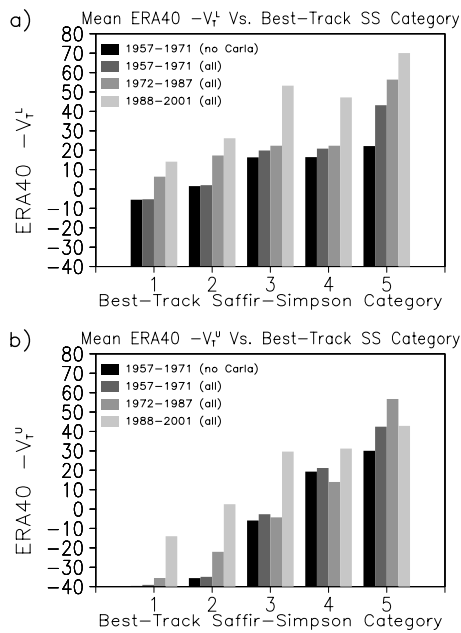 a)
Mean ERA40 -V_T^L Vs. Best-Track SS Category
80
70
60
50
40
30
20
10
0
-10
-20
-30
-40
ERA40 -V_T^L
1957-1971 (no Carla)
1957-1971 (all)
1972-1987 (all)
1988-2001 (all)
1 2 3 4 5
Best-Track Saffir-Simpson Category
b)
Mean ERA40 -V_T^U Vs. Best-Track SS Category
80
70
60
50
40
30
20
10
0
-10
-20
-30
-40
ERA40 -V_T^U
1957-1971 (no Carla)
1957-1971 (all)
1972-1987 (all)
1988-2001 (all)
1 2 3 4 5
Best-Track Saffir-Simpson Category